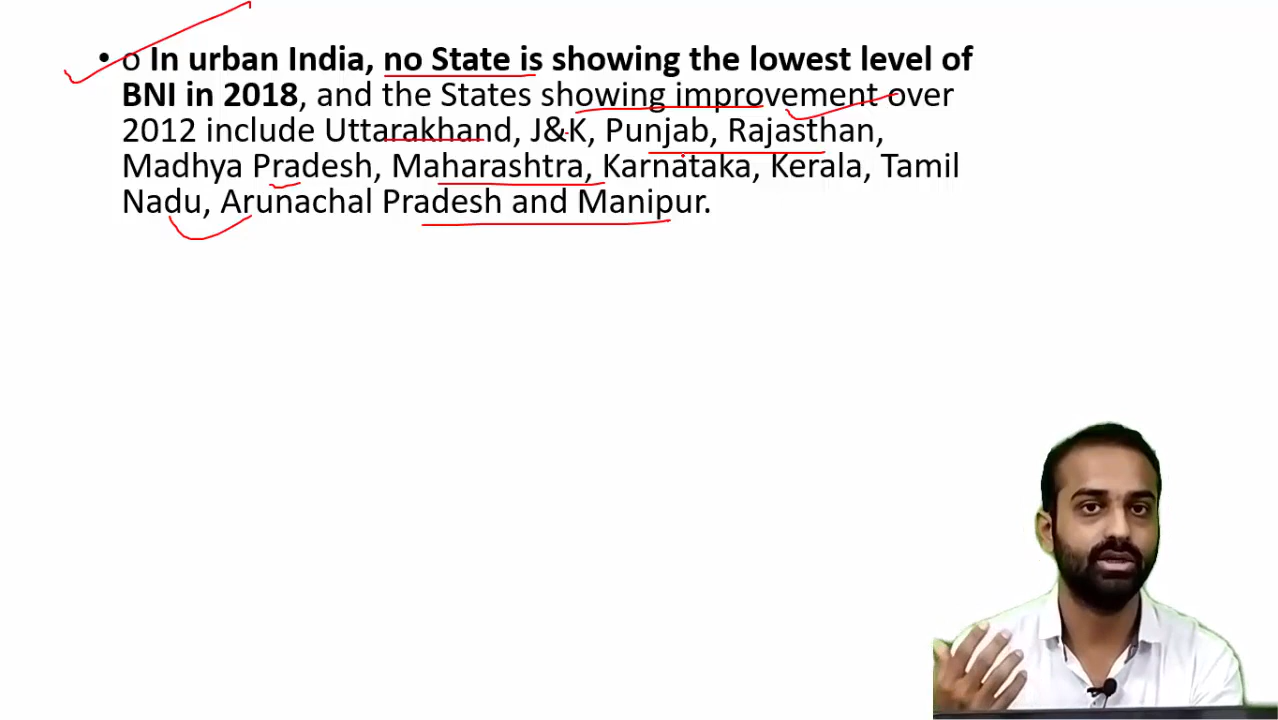 • o In urban India, no State is showing the lowest level of
BNI in 2018, and the States showing improvement over
2012 include Uttarakhand, J&K, Punjab, Rajasthan,
Madhya Pradesh, Maharashtra, Karnataka, Kerala, Tamil
Nadu, Arunachal Pradesh and Manipur.